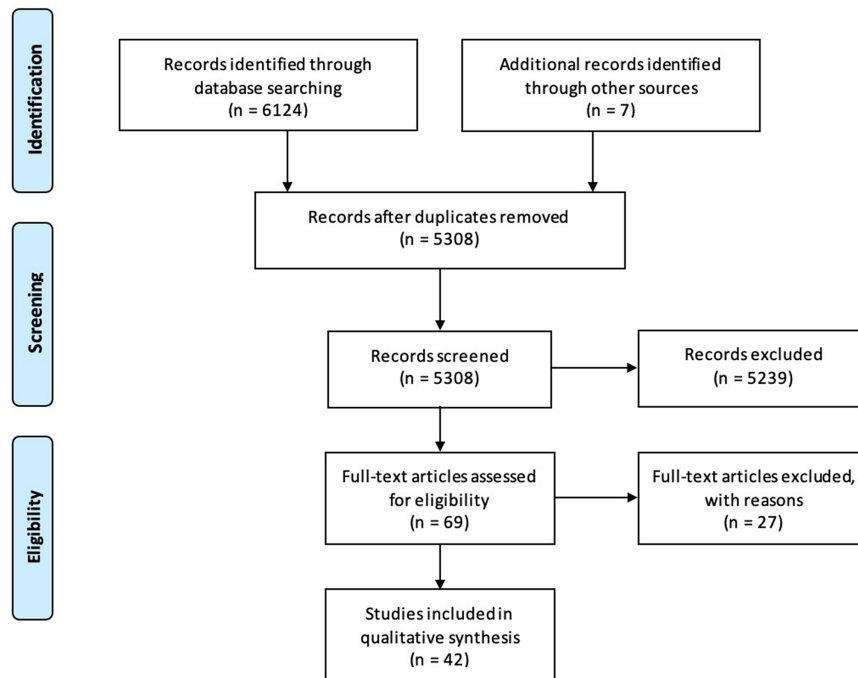 Identification
Records identified through
database searching
(n = 6124)
Additional records identified
through other sources
(n = 7)
Records after duplicates removed
(n = 5308)
Screening
Records screened
(n = 5308)
Records excluded
(n = 5239)
Eligibility
Full-text articles assessed
for eligibility
(n = 69)
Full-text articles excluded,
with reasons
(n = 27)
Studies included in
qualitative synthesis
(n = 42)